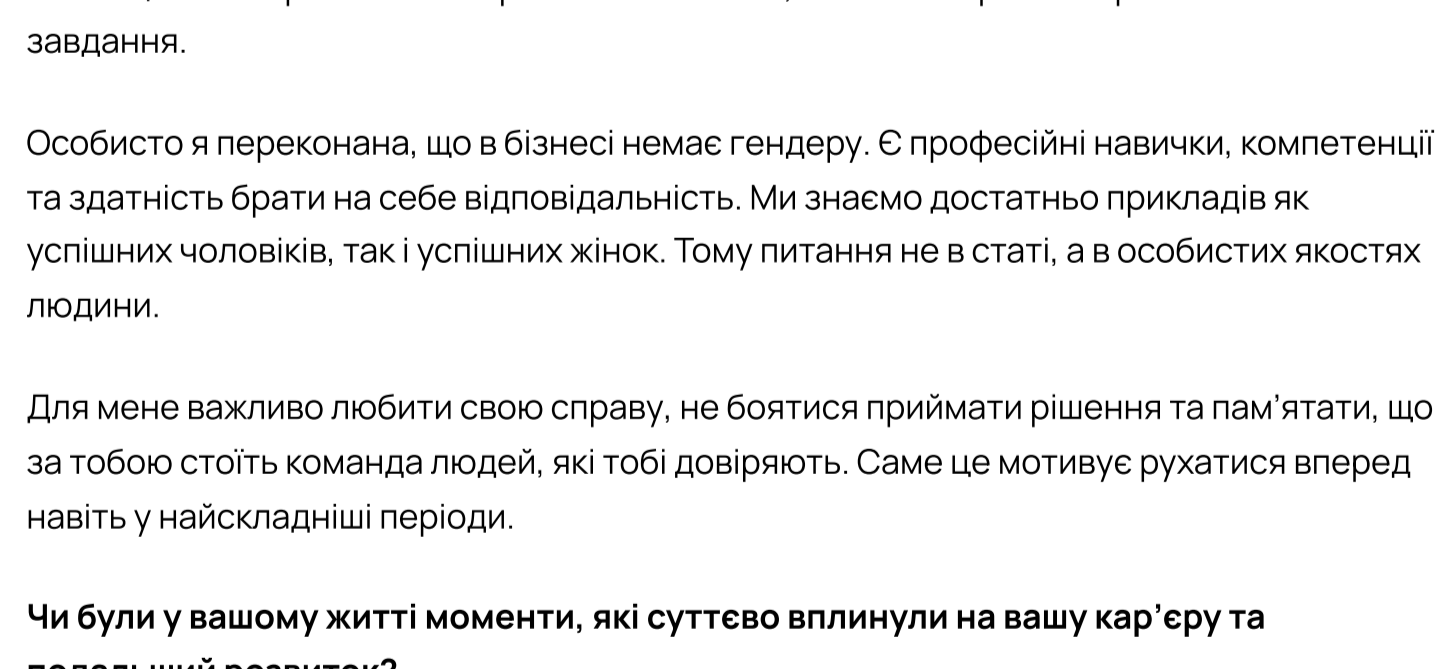 завдання.
Особисто я переконана, що в бізнесі немає гендеру. Є професійні навички, компетенції
та здатність брати на себе відповідальність. Ми знаємо достатньо прикладів як
успішних чоловіків, так і успішних жінок. Тому питання не в статі, а в особистих якостях
людини.
Для мене важливо любити свою справу, не боятися приймати рішення та пам’ятати, що
за тобою стоїть команда людей, які тобі довіряють. Саме це мотивує рухатися вперед
навіть у найскладніші періоди.
Чи були у вашому житті моменти, які суттєво вплинули на вашу кар’єру та
подальший розвиток?